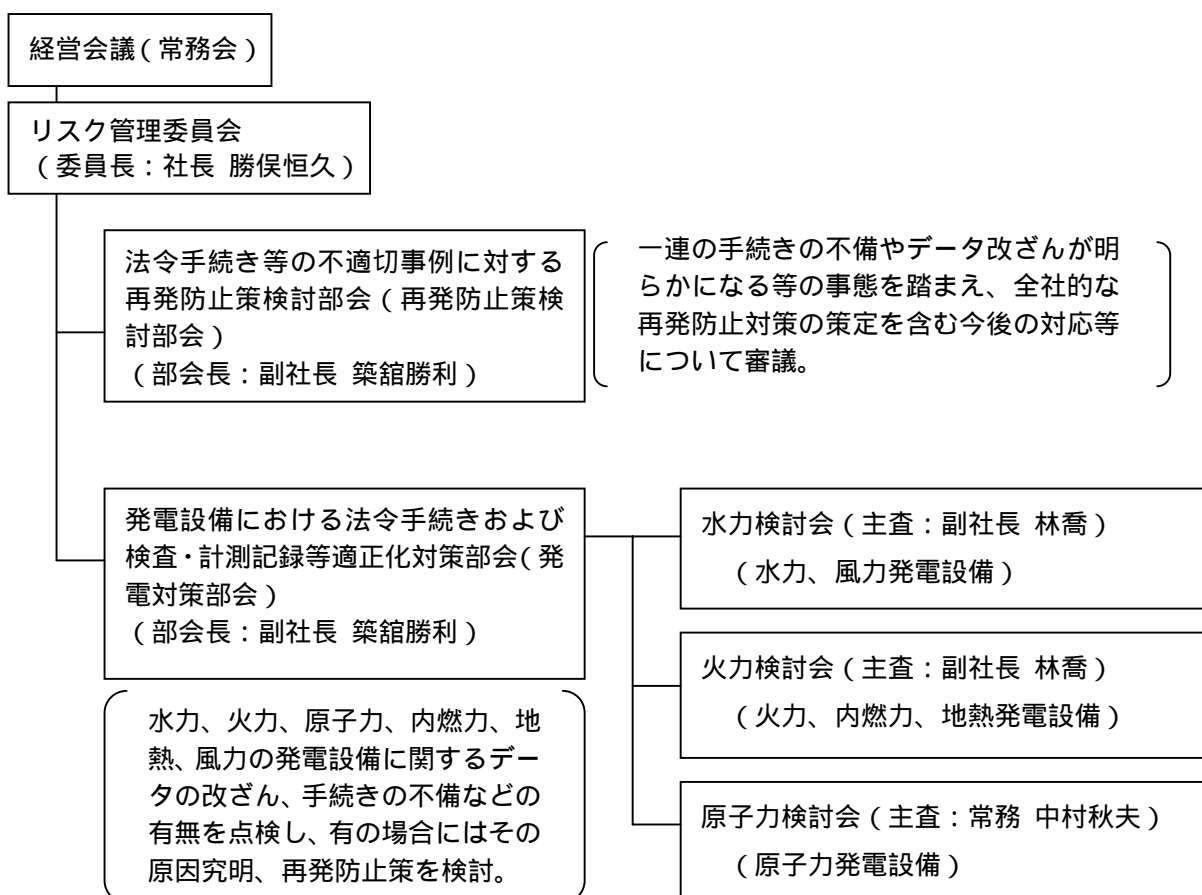 経営会議（常務会）
リスク管理委員会
（委員長：社長 勝俣恒久）
法令手続き等の不適切事例に対する
再発防止策検討部会（再発防止策検
討部会）
（部会長：副社長 築舘勝利）
一連の手続きの不備やデータ改ざんが明
らかになる等の事態を踏まえ、全社的な
再発防止対策の策定を含む今後の対応等
について審議。
発電設備における法令手続きおよび
検査・計測記録等適正化対策部会（発
電対策部会）
（部会長：副社長 築舘勝利）
水力、火力、原子力、内燃力、地
熱、風力の発電設備に関するデー
タの改ざん、手続きの不備などの
有無を点検し、有の場合にはその
原因究明、再発防止策を検討。
水力検討会（主査：副社長 林喬）
（水力、風力発電設備）
火力検討会（主査：副社長 林喬）
（火力、内燃力、地熱発電設備）
原子力検討会（主査：常務 中村秋夫）
（原子力発電設備）